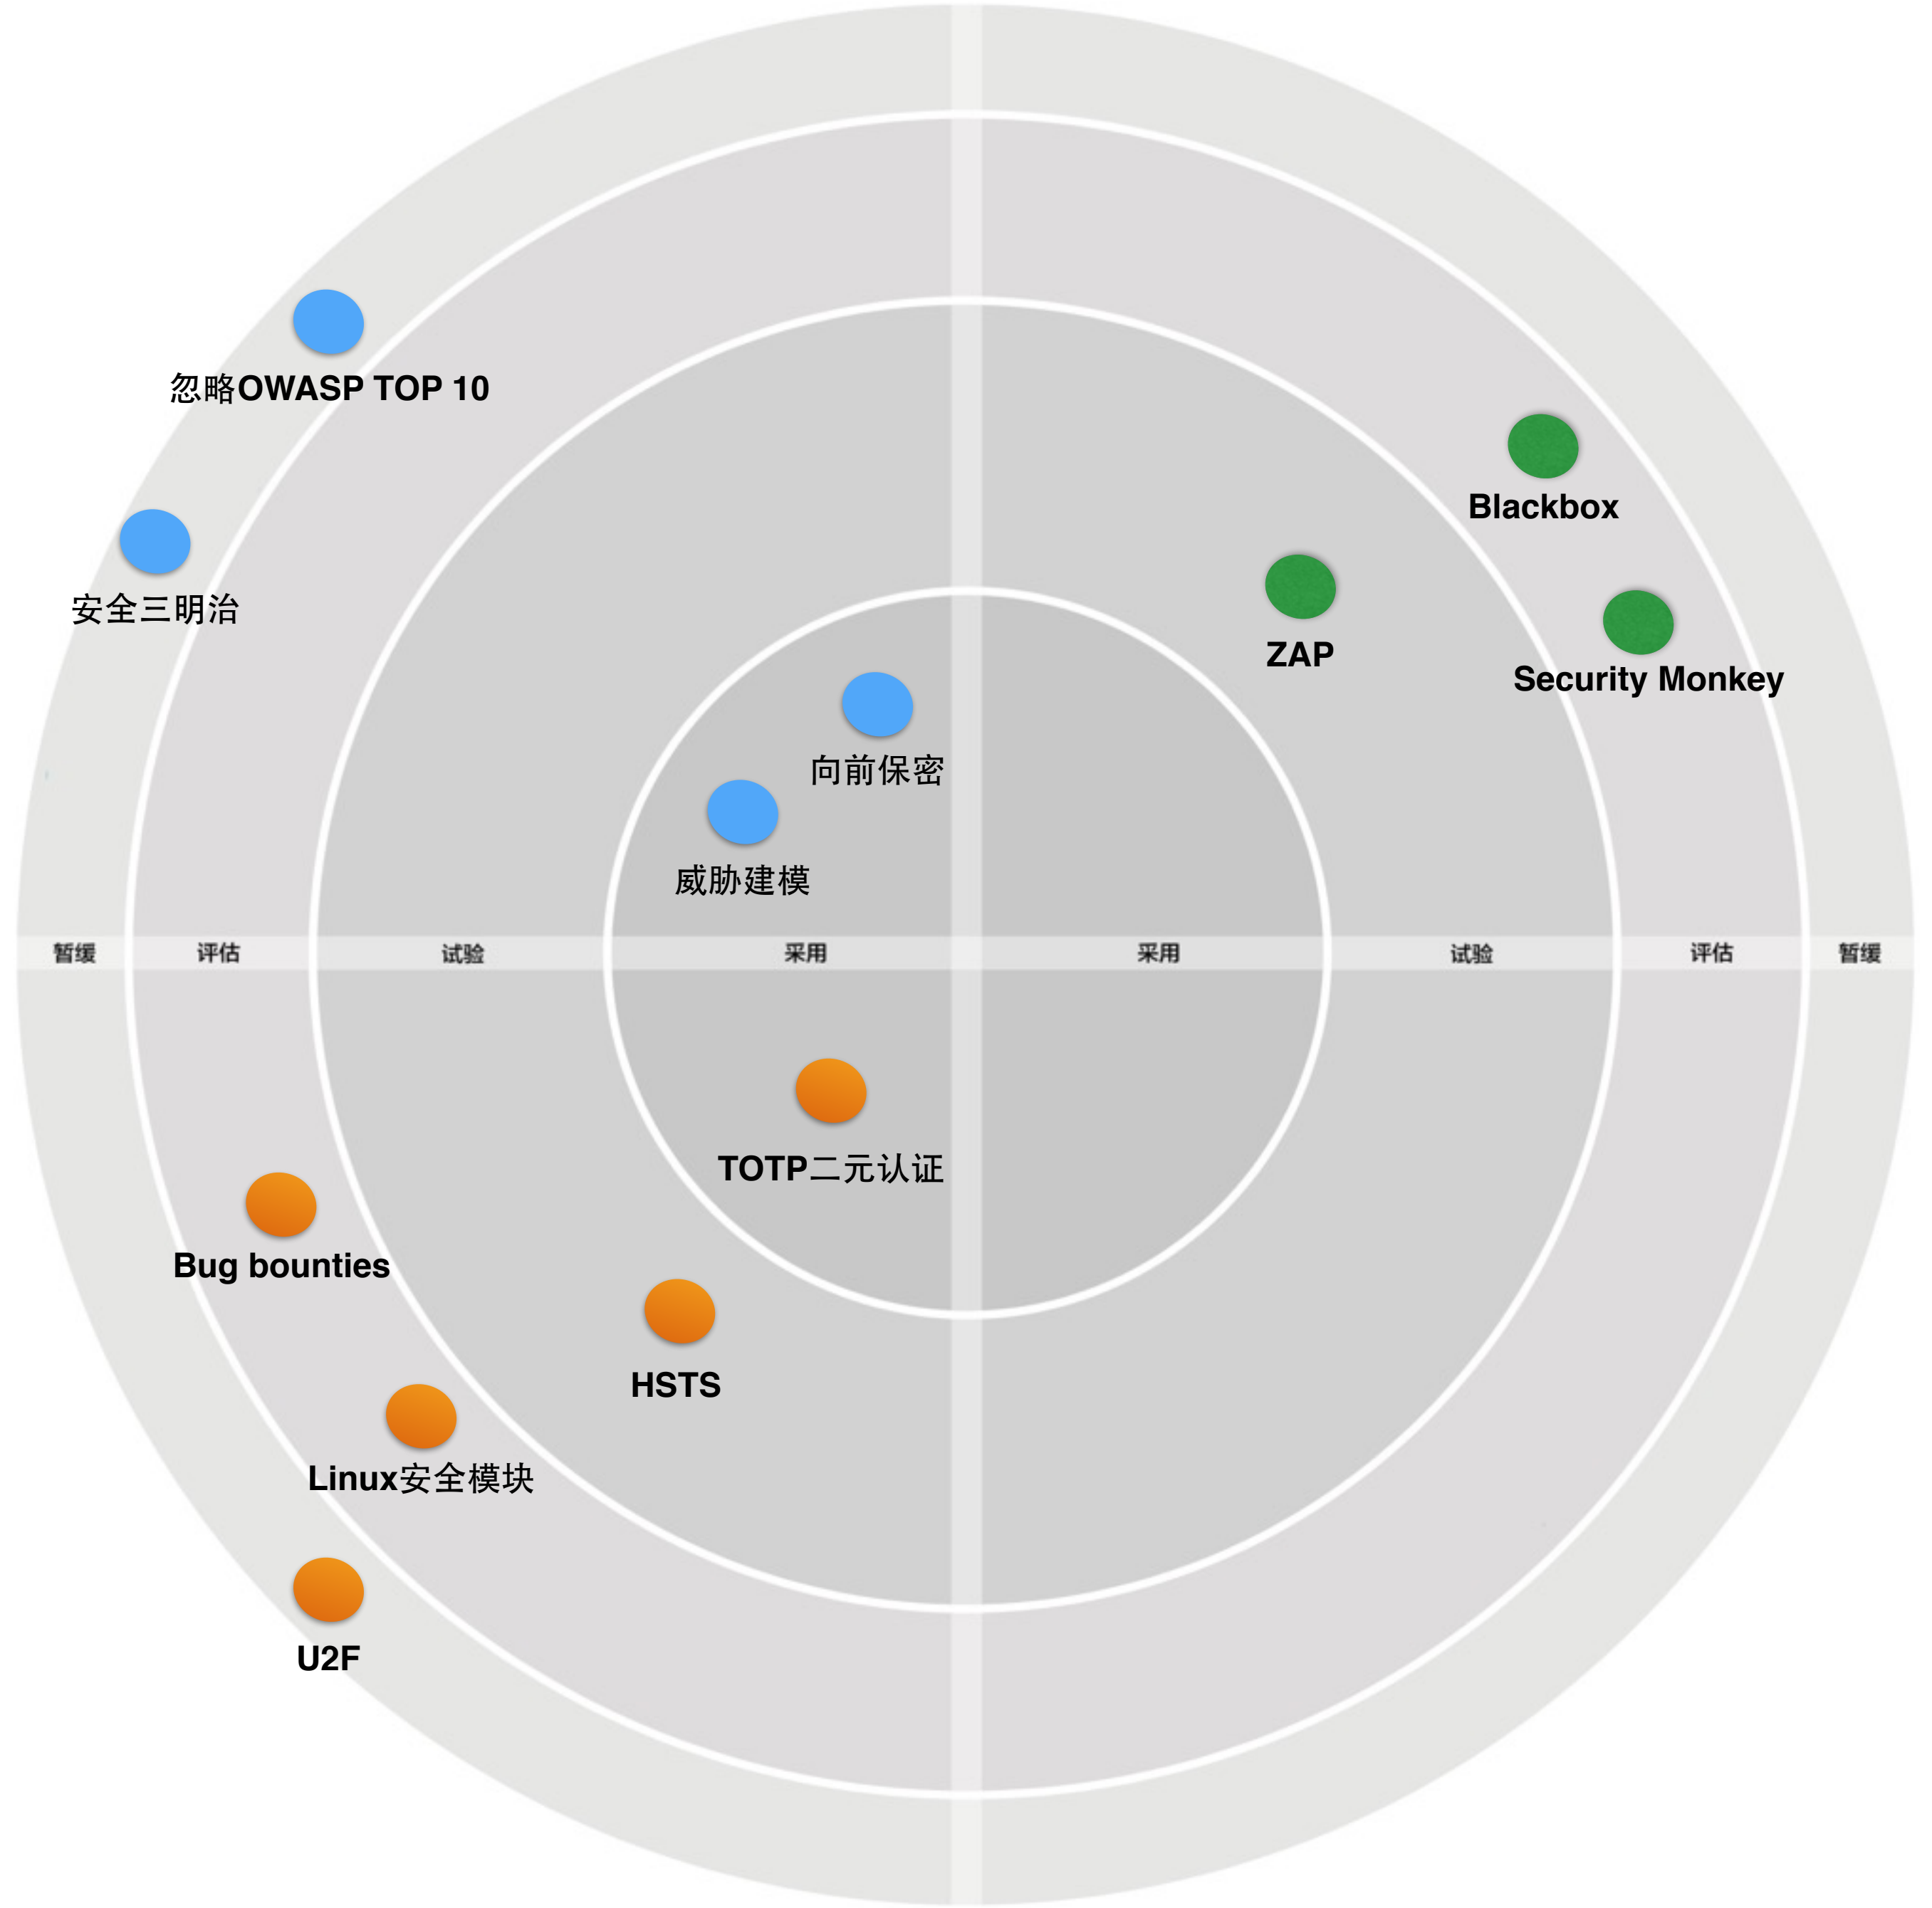 忽略OWASP TOP 10
Blackbox
安全三明治
ZAP
Security Monkey
向前保密
威胁建模
暂缓 评估 试验 采用 采用 试验 评估 暂缓
TOTP二元认证
Bug bounties
HSTS
Linux安全模块
U2F